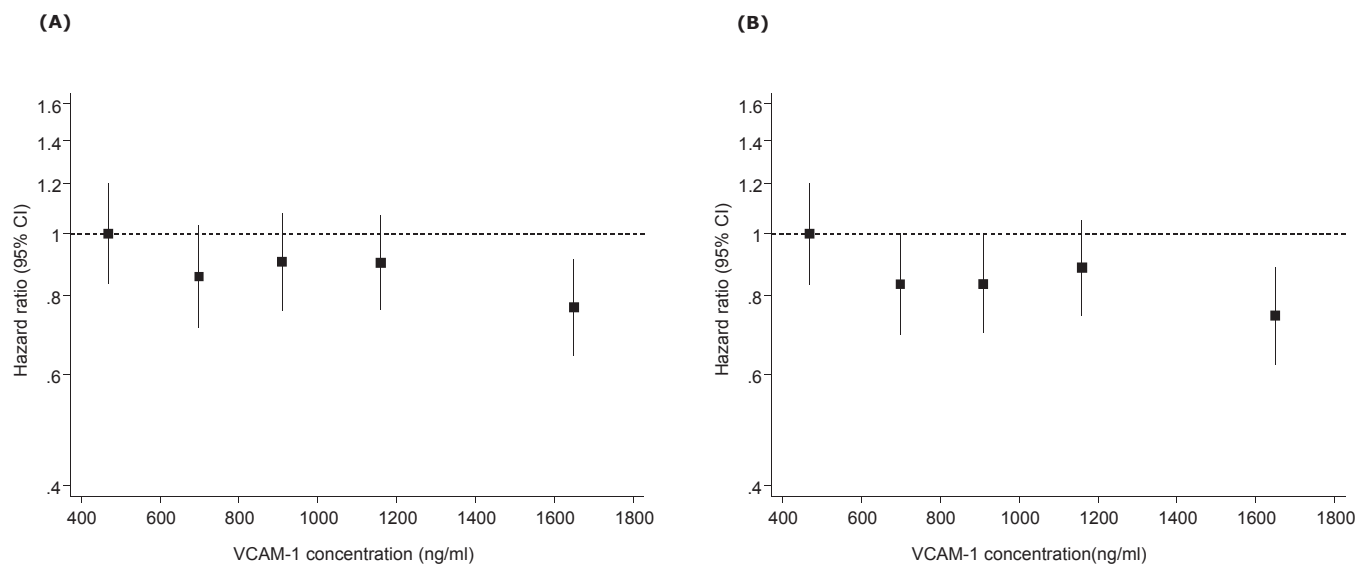 (A)
Hazard ratio (95% CI)
1.6
1.4
1.2
1
.8
.6
.4
400 600 800 1000 1200 1400 1600 1800
VCAM-1 concentration (ng/ml)
(B)
Hazard ratio (95% CI)
1.6
1.4
1.2
1
.8
.6
.4
400 600 800 1000 1200 1400 1600 1800
VCAM-1 concentration(ng/ml)